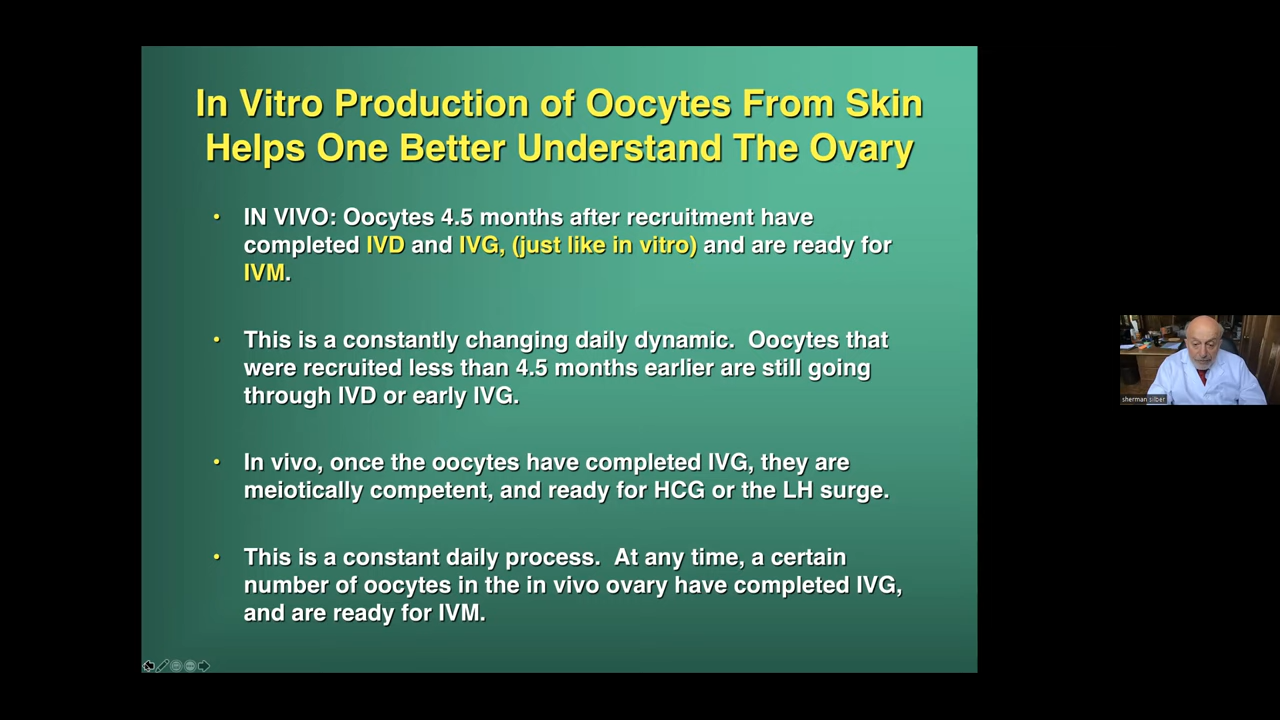 In Vitro Production of Oocytes From Skin
Helps One Better Understand The Ovary
• IN VIVO: Oocytes 4.5 months after recruitment have
completed IVD and IVG, (just like in vitro) and are ready for
IVM.
• This is a constantly changing daily dynamic. Oocytes that
were recruited less than 4.5 months earlier are still going
through IVD or early IVG.
• In vivo, once the oocytes have completed IVG, they are
meiotically competent, and ready for HCG or the LH surge.
• This is a constant daily process. At any time, a certain
number of oocytes in the in vivo ovary have completed IVG,
and are ready for IVM.
sherman silber